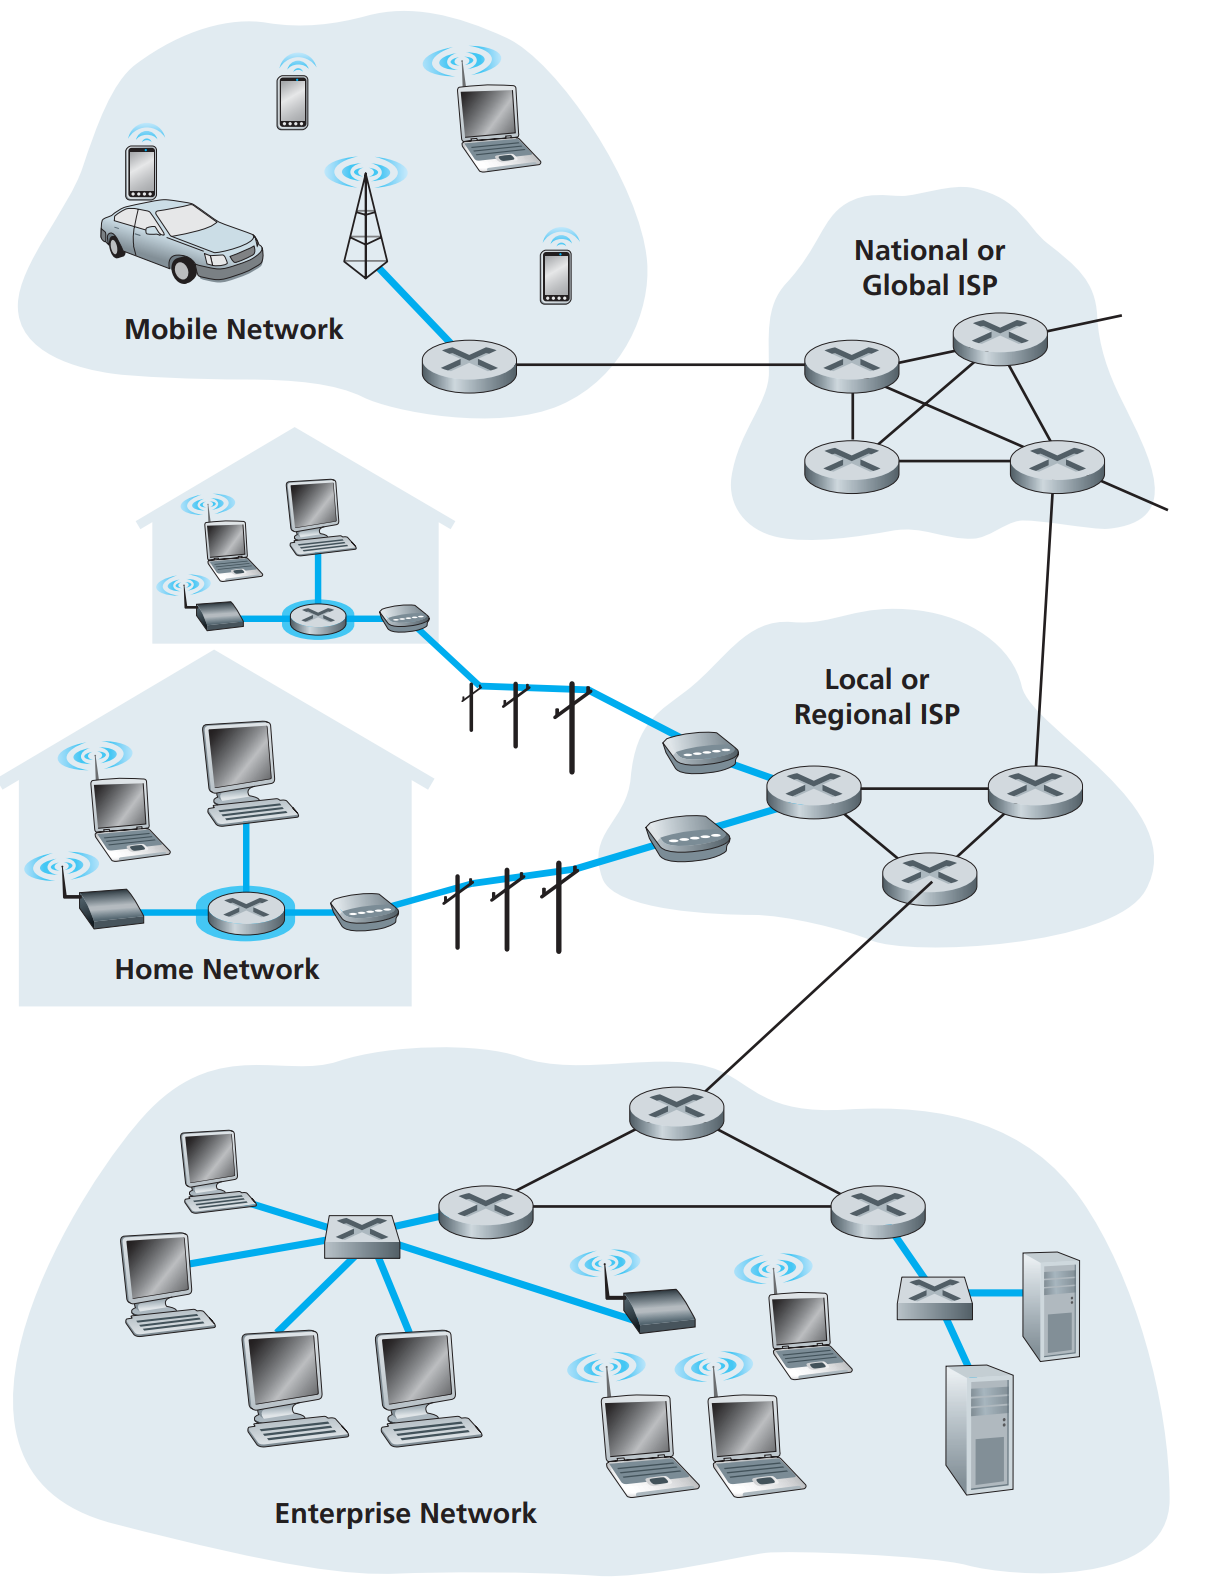 National or
Global ISP
Mobile Network
Local or
Regional ISP
Home Network
Enterprise Network